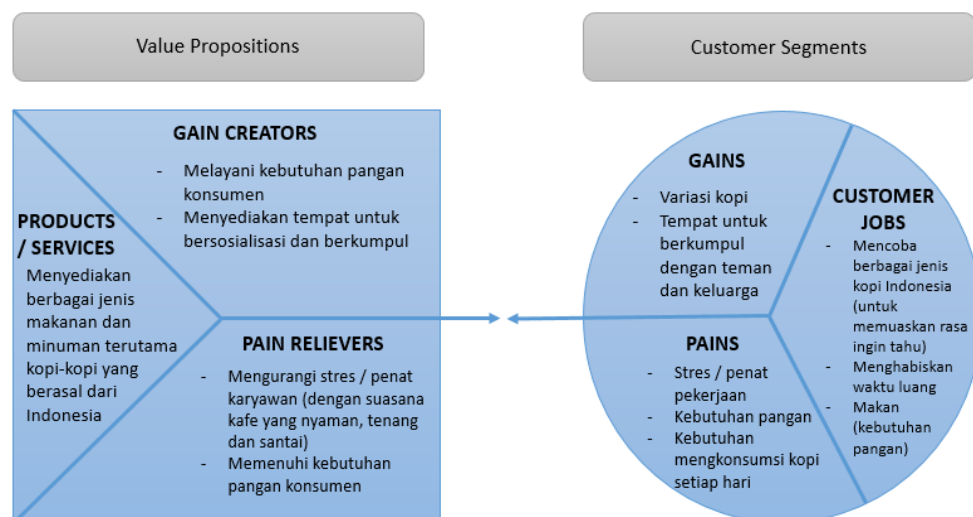 Value Propositions
Customer Segments
GAIN CREATORS
- Melayani kebutuhan pangan
konsumen
- Menyediakan tempat untuk
bersosialisasi dan berkumpul
PRODUCTS
/ SERVICES
Menyediakan
berbagai jenis
makanan dan
minuman terutama
kopi-kopi yang
berasal dari
Indonesia
PAIN RELIEVERS
- Mengurangi stres / penat
karyawan (dengan suasana
kafe yang nyaman, tenang
dan santai)
- Memenuhi kebutuhan
pangan konsumen
GAINS
- Variasi kopi
- Tempat untuk
berkumpul
dengan teman
dan keluarga
CUSTOMER
JOBS
- Mencoba
berbagai jenis
kopi Indonesia
(untuk
memuaskan rasa
ingin tahu)
- Menghabiskan
waktu luang
- Makan
(kebutuhan
pangan)
PAINS
- Stres / penat
pekerjaan
- Kebutuhan pangan
- Kebutuhan
mengkonsumsi kopi
setiap hari